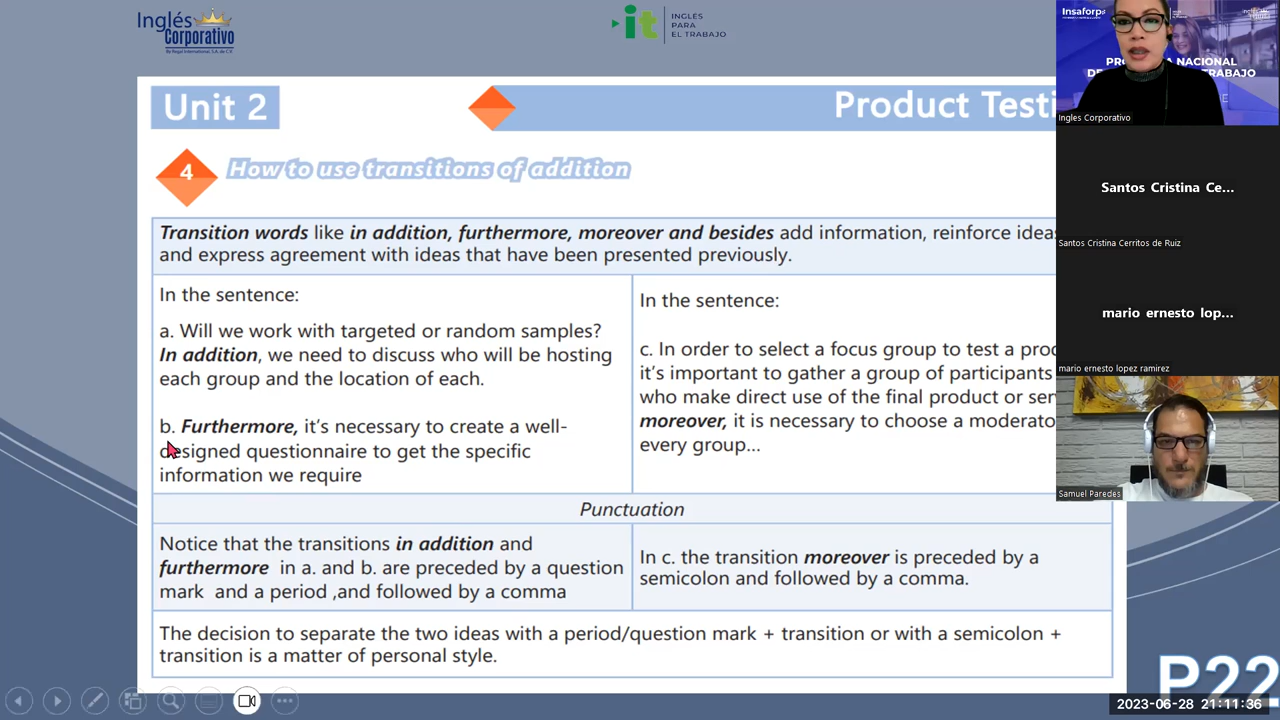 Inglés
Corporativo
By Regal International, S.A. de C.V.
it
INGLÉS
PARA
EL TRABAJO
Unit 2
Product Testi
4
How to use transitions of addition
Transition words like in addition, furthermore, moreover and besides add information, reinforce ideas
and express agreement with ideas that have been presented previously.
In the sentence:
a. Will we work with targeted or random samples?
In addition, we need to discuss who will be hosting
each group and the location of each.
b. Furthermore, it's necessary to create a well-
designed questionnaire to get the specific
information we require
In the sentence:
c. In order to select a focus group to test a prod
it's important to gather a group of participants
who make direct use of the final product or serv
moreover, it is necessary to choose a moderato
every group...
Punctuation
Notice that the transitions in addition and
furthermore in a. and b. are preceded by a question
mark and a period ,and followed by a comma
In c. the transition moreover is preceded by a
semicolon and followed by a comma.
The decision to separate the two ideas with a period/question mark + transition or with a semicolon +
transition is a matter of personal style.
P22
Insaforp
NACIONAL
TRABAJO
Ingles Corporativo
Santos Cristina Ce...
Santos Cristina Cerritos de Ruiz
mario ernesto lop...
mario ernesto lopez ramirez
Samuel Paredes
2023-06-28 21:11:36